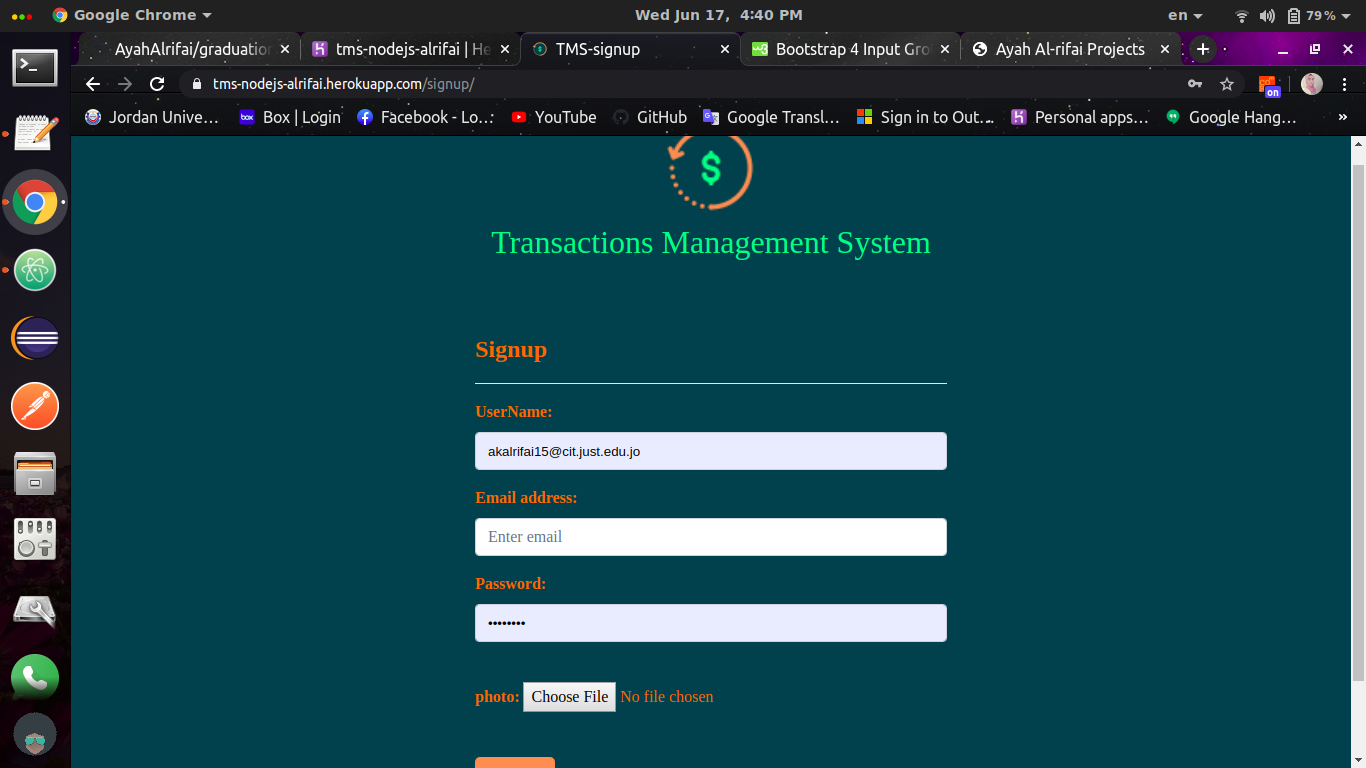 Google Chrome
Wed Jun 17, 4:40 PM
en
79%
AyahAlrifai/graduation
tms-nodejs-alrifai | He
TMS-signup
Bootstrap 4 Input Gro
Ayah Al-rifai Projects
tms-nodejs-alrifai.herokuapp.com/signup/
on
Jordan Unive...
box
Box | Login
Facebook - Lo...
YouTube
GitHub
Google Transl...
Sign in to Out...
Personal apps...
Google Hang...
»
$
Transactions Management System
Signup
UserName:
akalrifai15@cit.just.edu.jo
Email address:
Enter email
Password:
••••••••
photo: Choose File No file chosen